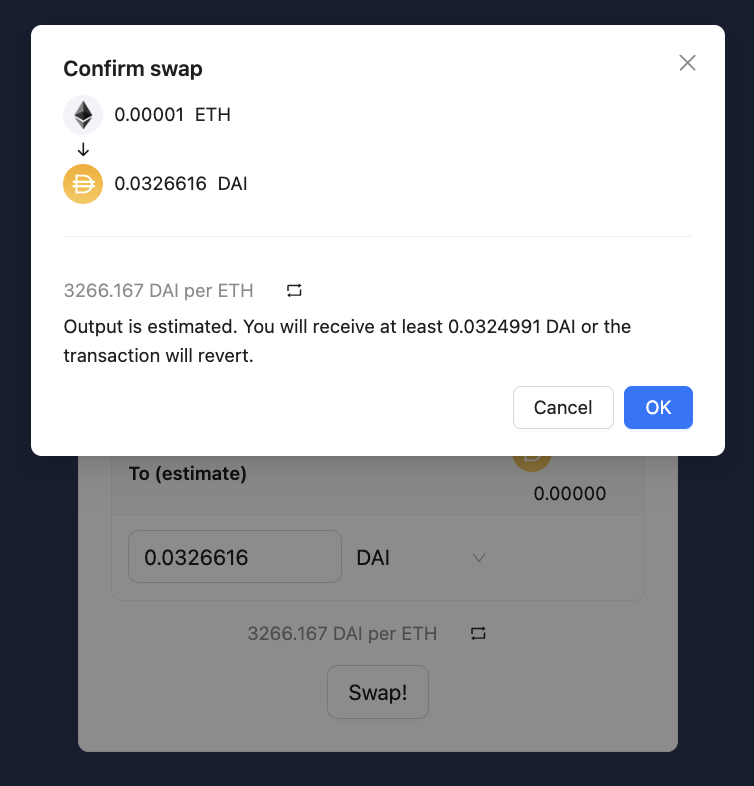 Confirm swap
0.00001 ETH
0.0326616 DAI
3266.167 DAI per ETH
Output is estimated. You will receive at least 0.0324991 DAI or the
transaction will revert.
Cancel OK
To (estimate)
0.00000
0.0326616 DAI
3266.167 DAI per ETH
Swap!